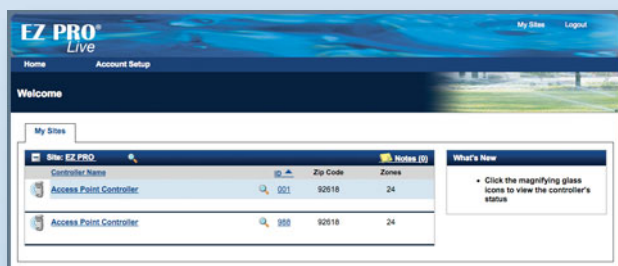 EZ PRO®
Live
My Sites Logout
Home Account Setup
Welcome
My Sites
Site: EZ PRO Notes (0)
Controller Name ID Zip Code Zones
Access Point Controller 001 92618 24
Access Point Controller 988 92618 24
What's New
• Click the magnifying glass
icons to view the controller's
status